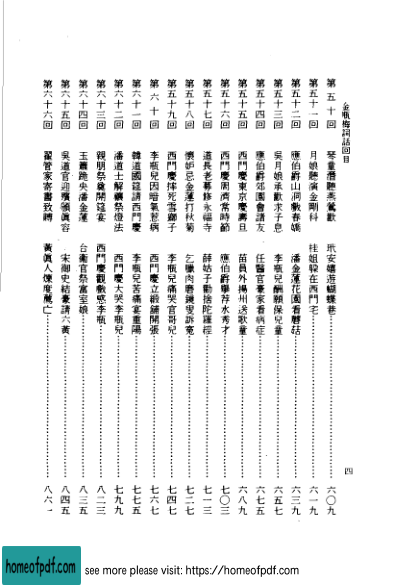 金瓶梅詞話回目
第五十回 琴童潛聽燕鶯歡 玳安嬉遊蝴蝶巷 六〇九
第五十一回 月娘聽演金剛科 桂姐躲在西門宅 六一九
第五十二回 應伯爵山洞戲春嬌 潘金蓮花園看蘑菇 六三九
第五十三回 吳月娘承歡求子息 李瓶兒酬願保兒童 六五七
第五十四回 應伯爵郊園會諸友 任醫官豪家看病症 六七五
第五十五回 西門慶東京慶壽旦 苗員外揚州送歌童 六八九
第五十六回 西門慶周濟常時節 應伯爵舉荐水秀才 七〇三
第五十七回 道長老募修永福寺 薛姑子勸捨陀羅經 七一三
第五十八回 懷妬忌金蓮打秋菊 乞臘肉磨鏡叟訴寃 七二七
第五十九回 西門慶摔死雪獅子 李瓶兒痛哭官哥兒 七四七
第六十回 李瓶兒因暗氣惹病 西門慶立緞舖開張 七六七
第六十一回 韓道國筵請西門慶 李瓶兒苦痛宴重陽 七七五
第六十二回 潘道士解禳祭燈法 西門慶大哭李瓶兒 七九九
第六十三回 親朋祭奠開筵宴 西門慶觀戲感李瓶 八二三
第六十四回 玉簫跪央潘金蓮 合衞官祭富室娘 八三五
第六十五回 吳道官迎殯頒眞容 宋御史結豪請六黃 八四五
第六十六回 翟管家寄書致賻 黃眞人煉度薦亡 八六一
四
homeofpdf.com
see more please visit: https://homeofpdf.com